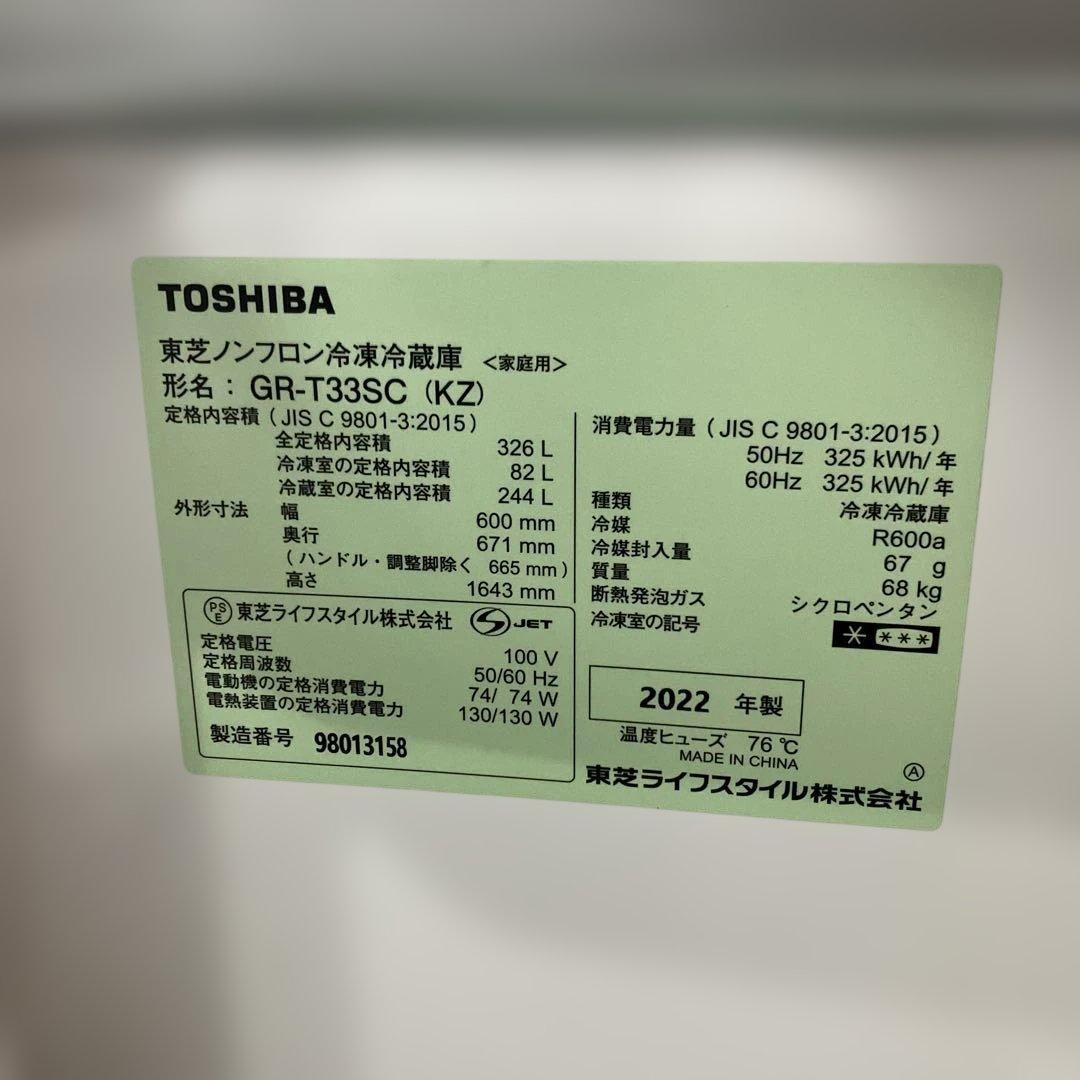 TOSHIBA
東芝ノンフロン冷凍冷蔵庫 <家庭用>
形名： GR-T33SC (KZ)
定格内容積 ( JIS C 9801-3:2015 )
全定格内容積 326 L
冷凍室の定格内容積 82 L
冷蔵室の定格内容積 244 L
外形寸法 幅 600 mm
奥行 671 mm
( ハンドル・調整脚除く 665 mm )
高さ 1643 mm
PSE 東芝ライフスタイル株式会社 JET
定格電圧 100 V
定格周波数 50/60 Hz
電動機の定格消費電力 74/ 74 W
電熱装置の定格消費電力 130/130 W
製造番号 98013158
消費電力量 ( JIS C 9801-3:2015 )
50Hz 325 kWh/年
60Hz 325 kWh/年
種類 冷凍冷蔵庫
冷媒 R600a
冷媒封入量 67 g
質量 68 kg
断熱発泡ガス シクロペンタン
冷凍室の記号 * ***
2022 年製
温度ヒューズ 76 ℃
MADE IN CHINA
Ⓐ
東芝ライフスタイル株式会社